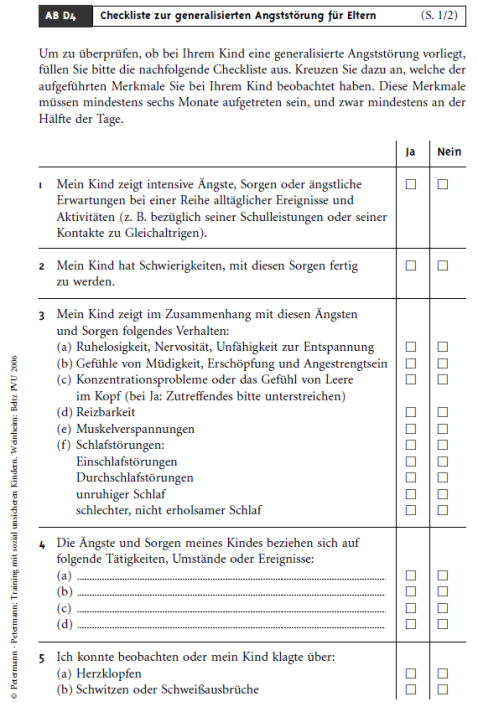 AB D4 Checkliste zur generalisierten Angststörung für Eltern (S. 1/2)
Um zu überprüfen, ob bei Ihrem Kind eine generalisierte Angststörung vorliegt,
füllen Sie bitte die nachfolgende Checkliste aus. Kreuzen Sie dazu an, welche der
aufgeführten Merkmale Sie bei Ihrem Kind beobachtet haben. Diese Merkmale
müssen mindestens sechs Monate aufgetreten sein, und zwar mindestens an der
Hälfte der Tage.
Ja Nein
1 Mein Kind zeigt intensive Ängste, Sorgen oder ängstliche
Erwartungen bei einer Reihe alltäglicher Ereignisse und
Aktivitäten (z. B. bezüglich seiner Schulleistungen oder seiner
Kontakte zu Gleichaltrigen).
2 Mein Kind hat Schwierigkeiten, mit diesen Sorgen fertig
zu werden.
3 Mein Kind zeigt im Zusammenhang mit diesen Ängsten
und Sorgen folgendes Verhalten:
(a) Ruhelosigkeit, Nervosität, Unfähigkeit zur Entspannung
(b) Gefühle von Müdigkeit, Erschöpfung und Angestrengtsein
(c) Konzentrationsprobleme oder das Gefühl von Leere
im Kopf (bei Ja: Zutreffendes bitte unterstreichen)
(d) Reizbarkeit
(e) Muskelverspannungen
(f) Schlafstörungen:
Einschlafstörungen
Durchschlafstörungen
unruhiger Schlaf
schlechter, nicht erholsamer Schlaf
4 Die Ängste und Sorgen meines Kindes beziehen sich auf
folgende Tätigkeiten, Umstände oder Ereignisse:
(a)
(b)
(c)
(d)
5 Ich konnte beobachten oder mein Kind klagte über:
(a) Herzklopfen
(b) Schwitzen oder Schweißausbrüche
© Petermann · Petermann: Training mit sozial unsicheren Kindern. Weinheim: Beltz PVU 2006